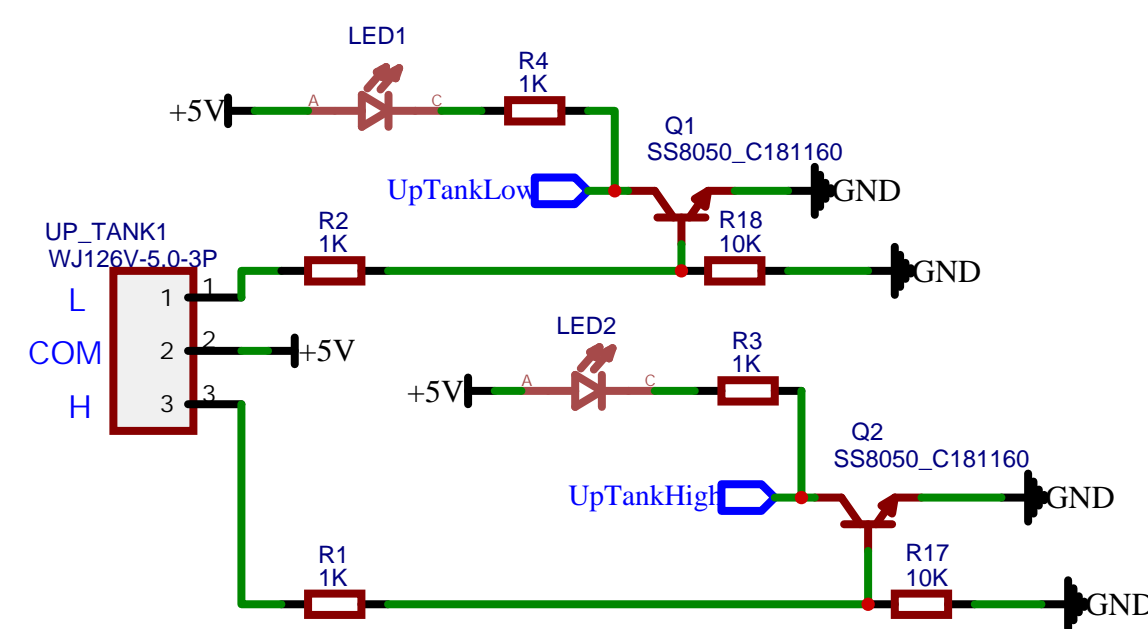 LED1
R4
1K
+5V
A
C
Q1
SS8050_C181160
UpTankLow
GND
R2
1K
R18
10K
GND
UP_TANK1
WJ126V-5.0-3P
L
1
1
COM
2
2
+5V
H
3
3
LED2
R3
1K
+5V
A
C
Q2
SS8050_C181160
UpTankHigh
GND
R1
1K
R17
10K
GND